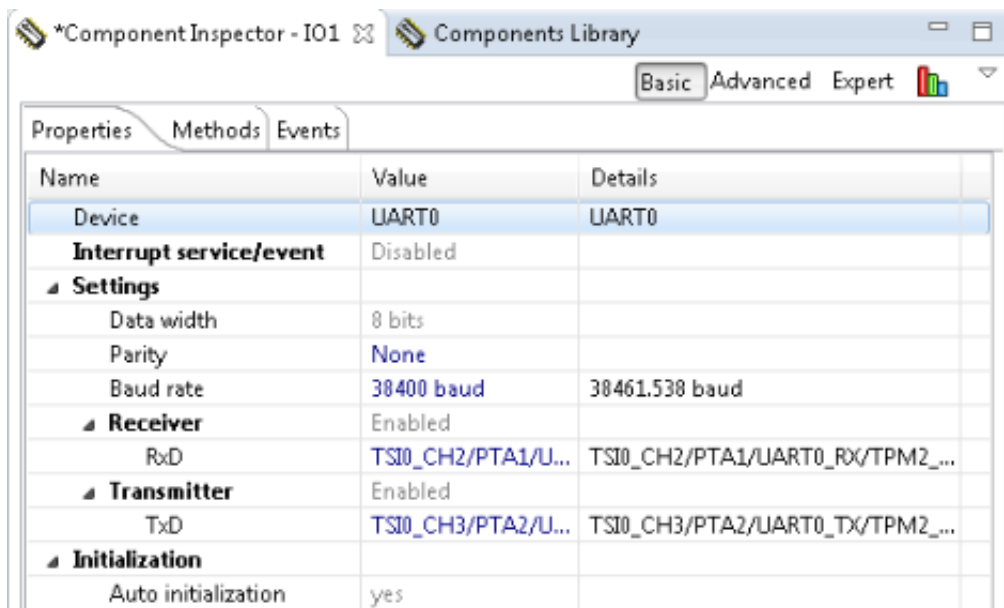 *Component Inspector - IO1 Components Library
Basic Advanced Expert
Properties Methods Events
Name Value Details
Device UART0 UART0
Interrupt service/event Disabled
Settings
Data width 8 bits
Parity None
Baud rate 38400 baud 38461.538 baud
Receiver Enabled
RxD TSI0_CH2/PTA1/U... TSI0_CH2/PTA1/UART0_RX/TPM2_...
Transmitter Enabled
TxD TSI0_CH3/PTA2/U... TSI0_CH3/PTA2/UART0_TX/TPM2_...
Initialization
Auto initialization yes